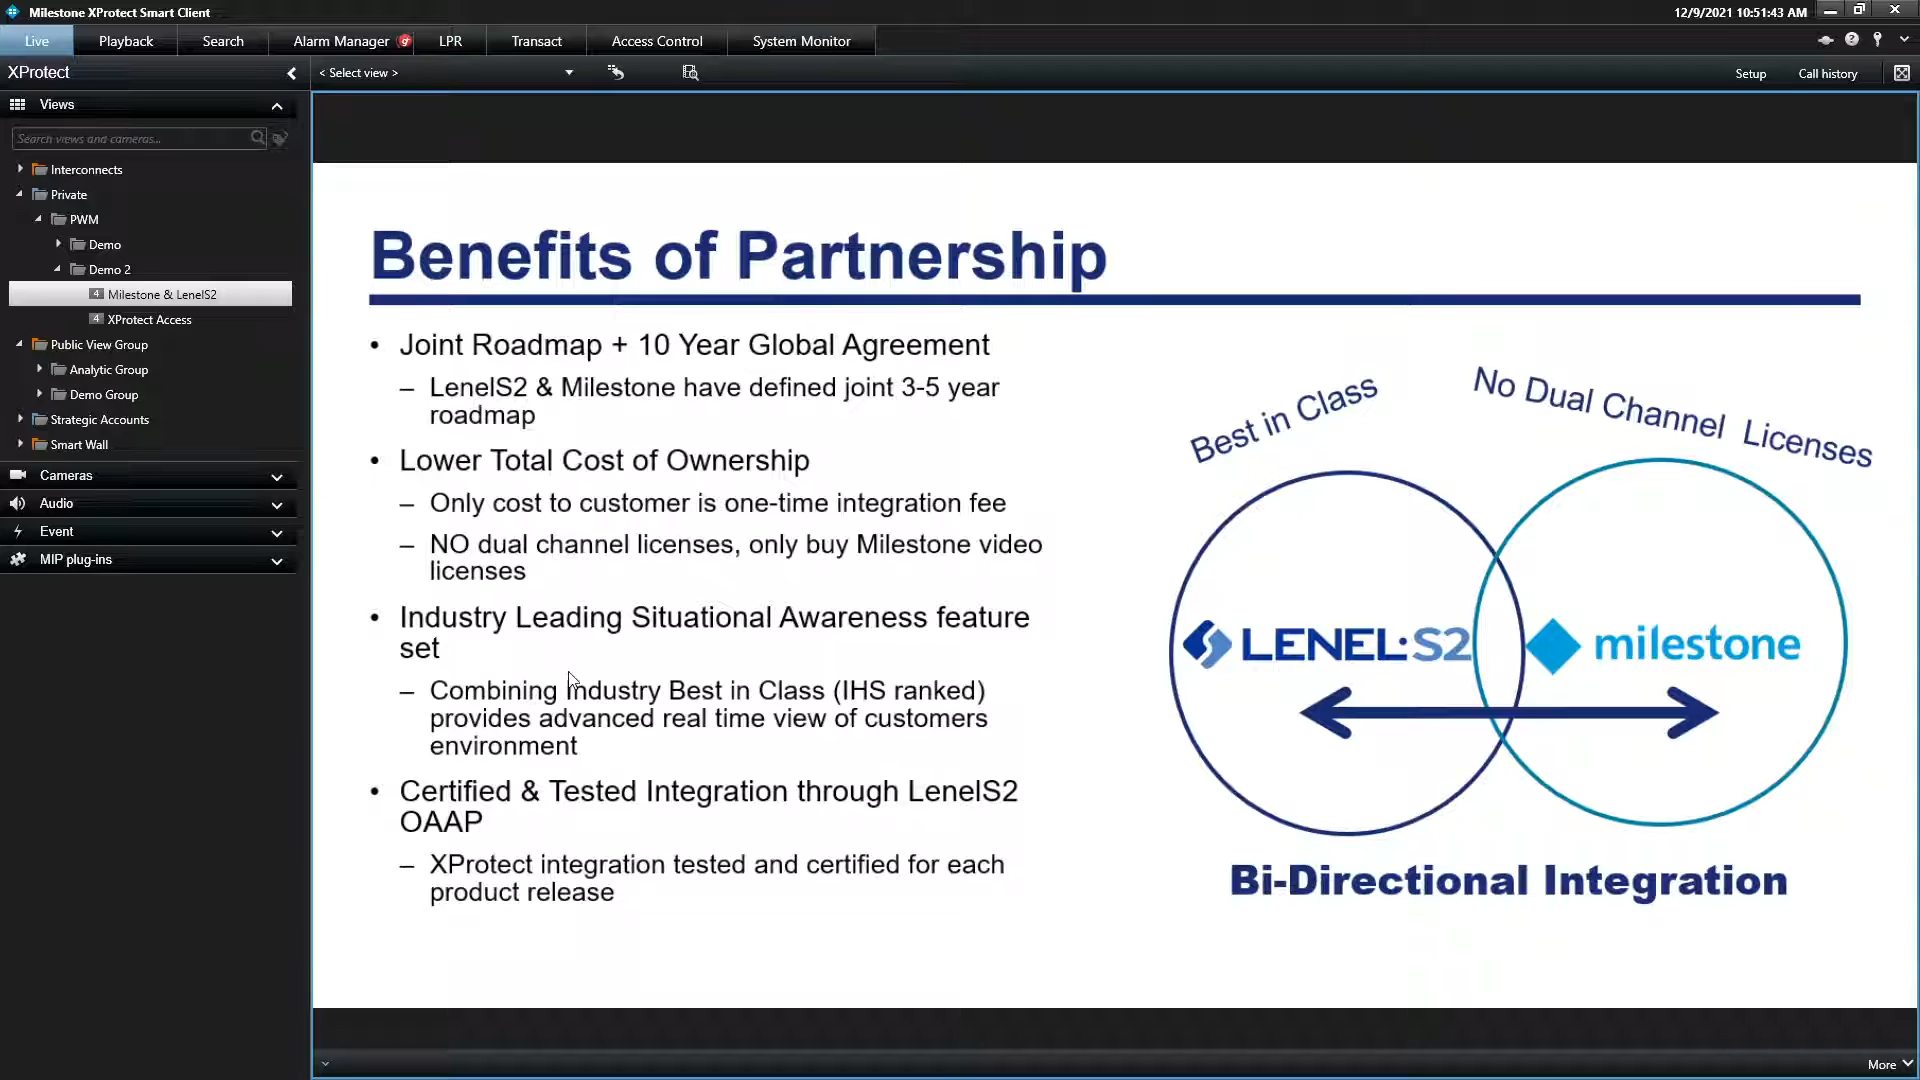 Milestone XProtect Smart Client
12/9/2021 10:51:43 AM
Live
Playback
Search
Alarm Manager
LPR
Transact
Access Control
System Monitor
XProtect
< Select view >
Setup
Call history
Views
Search views and cameras...
Interconnects
Private
PWM
Demo
Demo 2
4 Milestone & LenelS2
4 XProtect Access
Public View Group
Analytic Group
Demo Group
Strategic Accounts
Smart Wall
Cameras
Audio
Event
MIP plug-ins
Benefits of Partnership
• Joint Roadmap + 10 Year Global Agreement
– LenelS2 & Milestone have defined joint 3-5 year
roadmap
• Lower Total Cost of Ownership
– Only cost to customer is one-time integration fee
– NO dual channel licenses, only buy Milestone video
licenses
• Industry Leading Situational Awareness feature
set
– Combining Industry Best in Class (IHS ranked)
provides advanced real time view of customers
environment
• Certified & Tested Integration through LenelS2
OAAP
– XProtect integration tested and certified for each
product release
Best in Class
No Dual Channel Licenses
LENEL:S2
milestone
Bi-Directional Integration
More